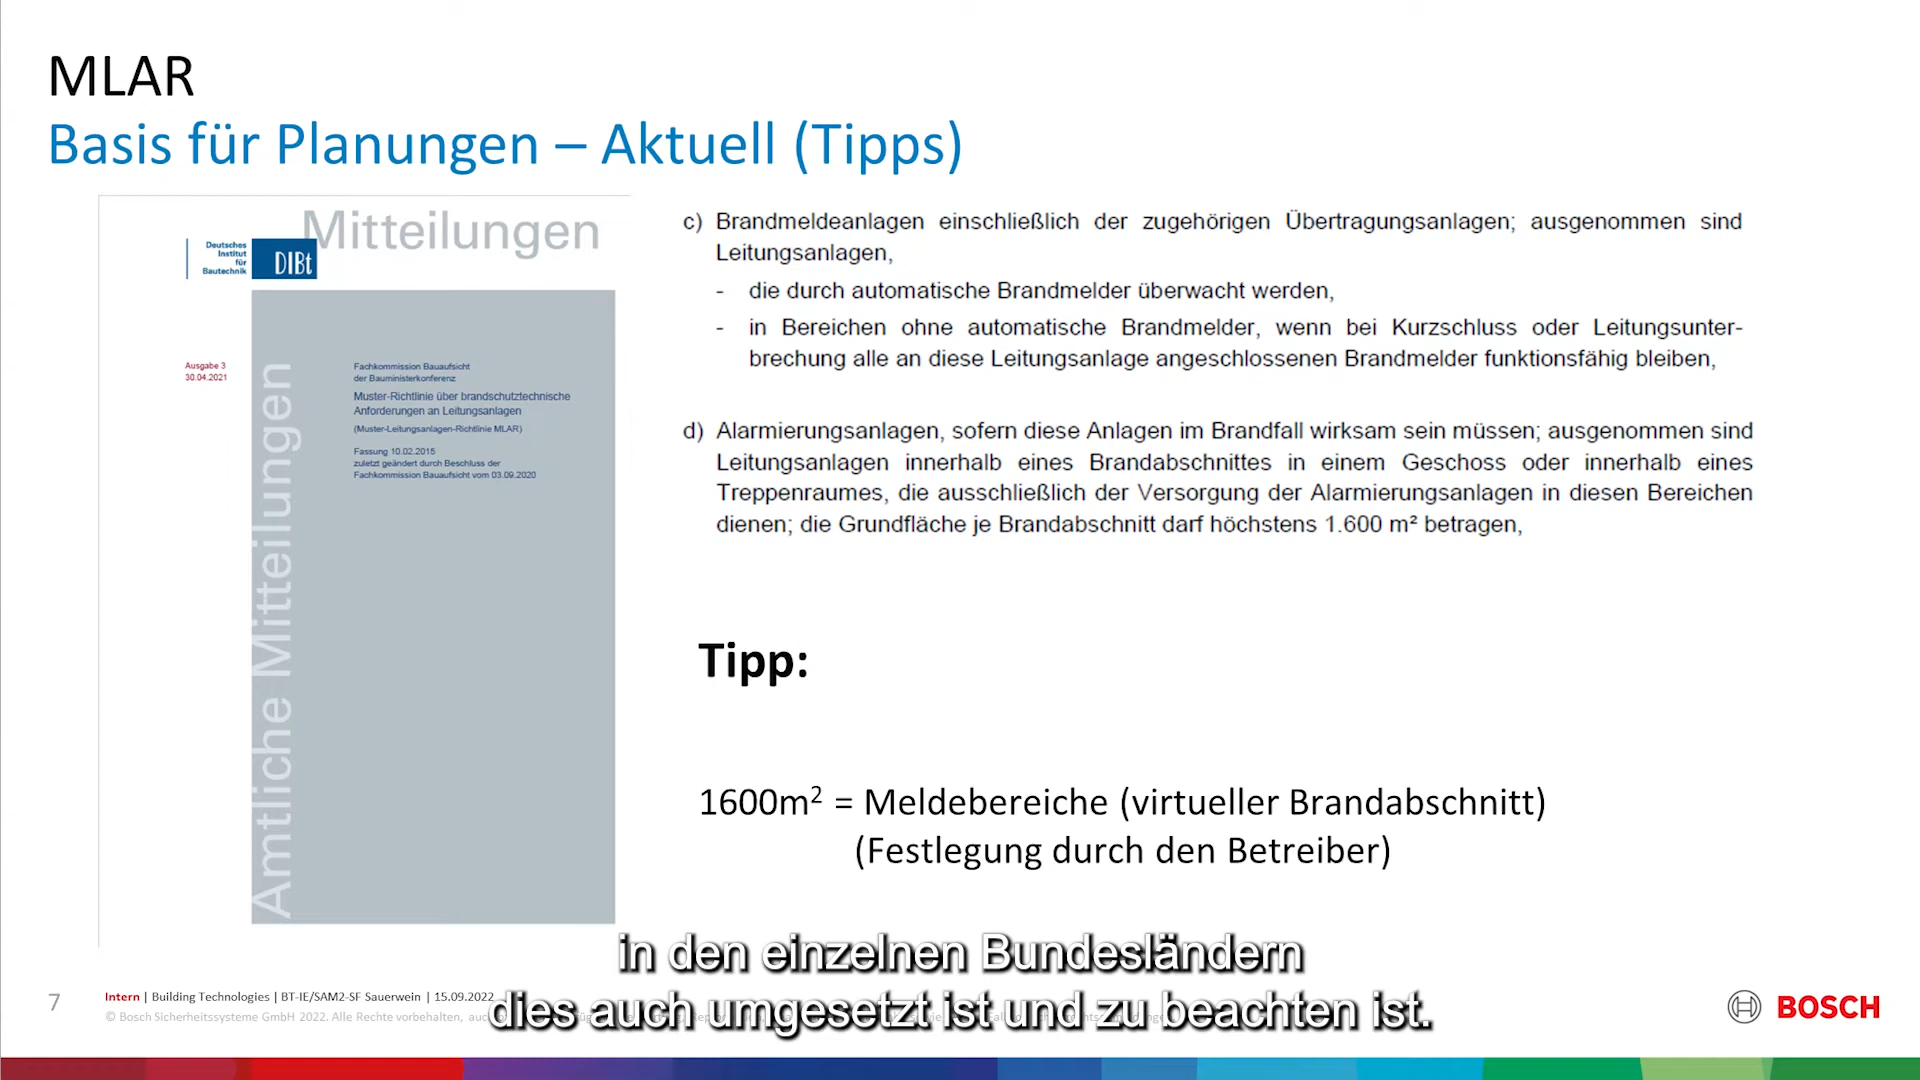 MLAR
Basis für Planungen – Aktuell (Tipps)
Mitteilungen
Deutsches
Institut
für
Bautechnik
DIBt
Ausgabe 3
30.04.2021
Amtliche Mitteilungen
Fachkommission Bauaufsicht
der Bauministerkonferenz
Muster-Richtlinie über brandschutztechnische
Anforderungen an Leitungsanlagen
(Muster-Leitungsanlagen-Richtlinie MLAR)
Fassung 10.02.2015
zuletzt geändert durch Beschluss der
Fachkommission Bauaufsicht vom 03.09.2020
c) Brandmeldeanlagen einschließlich der zugehörigen Übertragungsanlagen; ausgenommen sind
Leitungsanlagen,
- die durch automatische Brandmelder überwacht werden,
- in Bereichen ohne automatische Brandmelder, wenn bei Kurzschluss oder Leitungsunter-
brechung alle an diese Leitungsanlage angeschlossenen Brandmelder funktionsfähig bleiben,
d) Alarmierungsanlagen, sofern diese Anlagen im Brandfall wirksam sein müssen; ausgenommen sind
Leitungsanlagen innerhalb eines Brandabschnittes in einem Geschoss oder innerhalb eines
Treppenraumes, die ausschließlich der Versorgung der Alarmierungsanlagen in diesen Bereichen
dienen; die Grundfläche je Brandabschnitt darf höchstens 1.600 m² betragen,
Tipp:
1600m² = Meldebereiche (virtueller Brandabschnitt)
(Festlegung durch den Betreiber)
in den einzelnen Bundesländern
dies auch umgesetzt ist und zu beachten ist.
7
Intern | Building Technologies | BT-IE/SAM2-SF Sauerwein | 15.09.2022
© Bosch Sicherheitssysteme GmbH 2022. Alle Rechte vorbehalten,
BOSCH